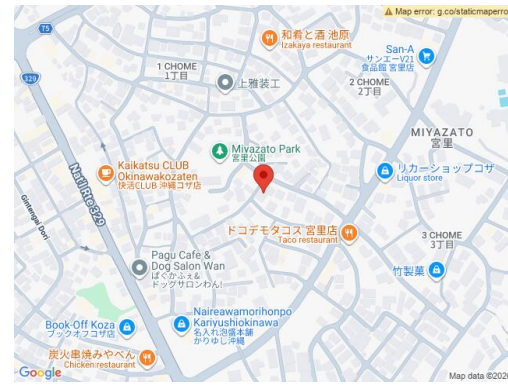 Map error: g.co/staticmaperro
75
和肴と酒 池原
Izakaya restaurant
San-A
サンエーV21
食品館 宮里店
329
1 CHOME
1丁目
上雅装工
2 CHOME
2丁目
MIYAZATO
宮里
Miyazato Park
宮里公園
Kaikatsu CLUB
Okinawakozaten
快活CLUB 沖縄コザ店
リカーショップコザ
Liquor store
Nat'l Rte 329
Gintengai Dori
ドコデモタコス 宮里店
Taco restaurant
3 CHOME
3丁目
Pagu Cafe &
Dog Salon Wan
ぱぐかふぇ&
ドッグサロンわん!
竹製菓
Naireawamorihonpo
Kariyushiokinawa
名入れ泡盛本舗
かりゆし沖縄
Book-Off Koza
ブックオフコザ店
炭火串焼みやべん
Chicken restaurant
Google
Map data ©2026